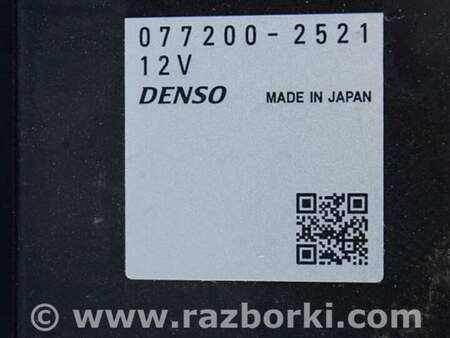 077200-2521
12V
DENSO MADE IN JAPAN
© www.razborki.com